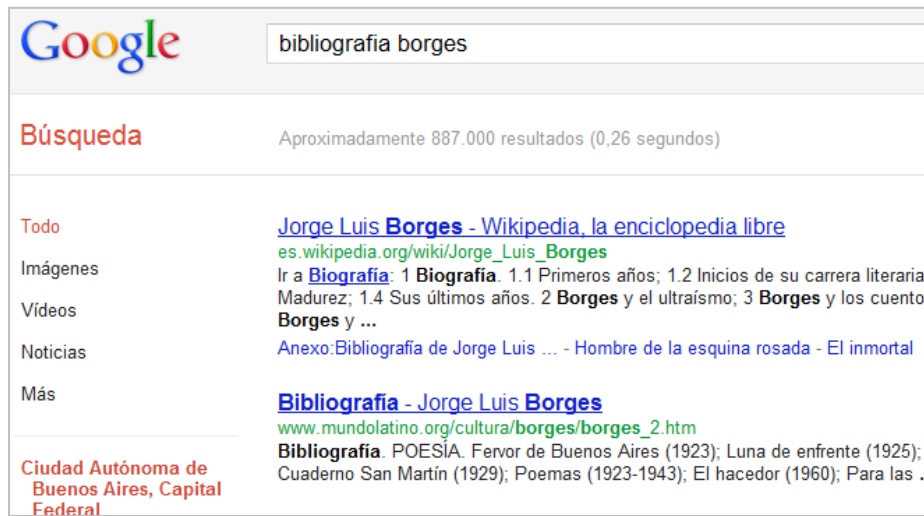 Google
bibliografia borges
Búsqueda
Aproximadamente 887.000 resultados (0,26 segundos)
Todo
Imágenes
Vídeos
Noticias
Más
Ciudad Autónoma de
Buenos Aires, Capital
Federal
Jorge Luis Borges - Wikipedia, la enciclopedia libre
es.wikipedia.org/wiki/Jorge_Luis_Borges
Ir a Biografía: 1 Biografía. 1.1 Primeros años; 1.2 Inicios de su carrera literaria
Madurez; 1.4 Sus últimos años. 2 Borges y el ultraísmo; 3 Borges y los cuento
Borges y ...
Anexo:Bibliografía de Jorge Luis ... - Hombre de la esquina rosada - El inmortal
Bibliografía - Jorge Luis Borges
www.mundolatino.org/cultura/borges/borges_2.htm
Bibliografía. POESÍA. Fervor de Buenos Aires (1923); Luna de enfrente (1925);
Cuaderno San Martín (1929); Poemas (1923-1943); El hacedor (1960); Para las .